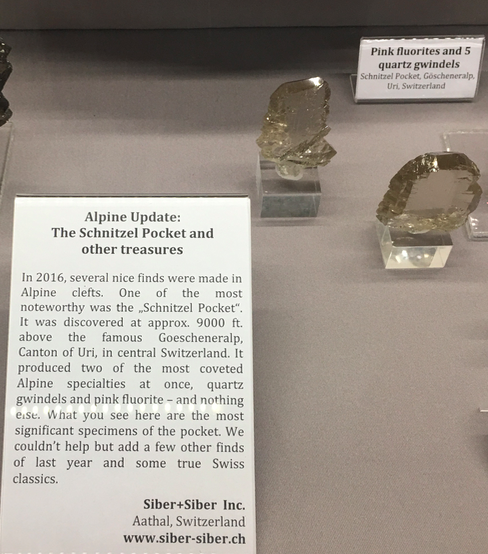 Pink fluorites and 5
quartz gwindels
Schnitzel Pocket, Göscheneralp,
Uri, Switzerland
Alpine Update:
The Schnitzel Pocket and
other treasures
In 2016, several nice finds were made in
Alpine clefts. One of the most
noteworthy was the „Schnitzel Pocket“.
It was discovered at approx. 9000 ft.
above the famous Goescheneralp,
Canton of Uri, in central Switzerland. It
produced two of the most coveted
Alpine specialties at once, quartz
gwindels and pink fluorite – and nothing
else. What you see here are the most
significant specimens of the pocket. We
couldn't help but add a few other finds
of last year and some true Swiss
classics.
Siber+Siber Inc.
Aathal, Switzerland
www.siber-siber.ch